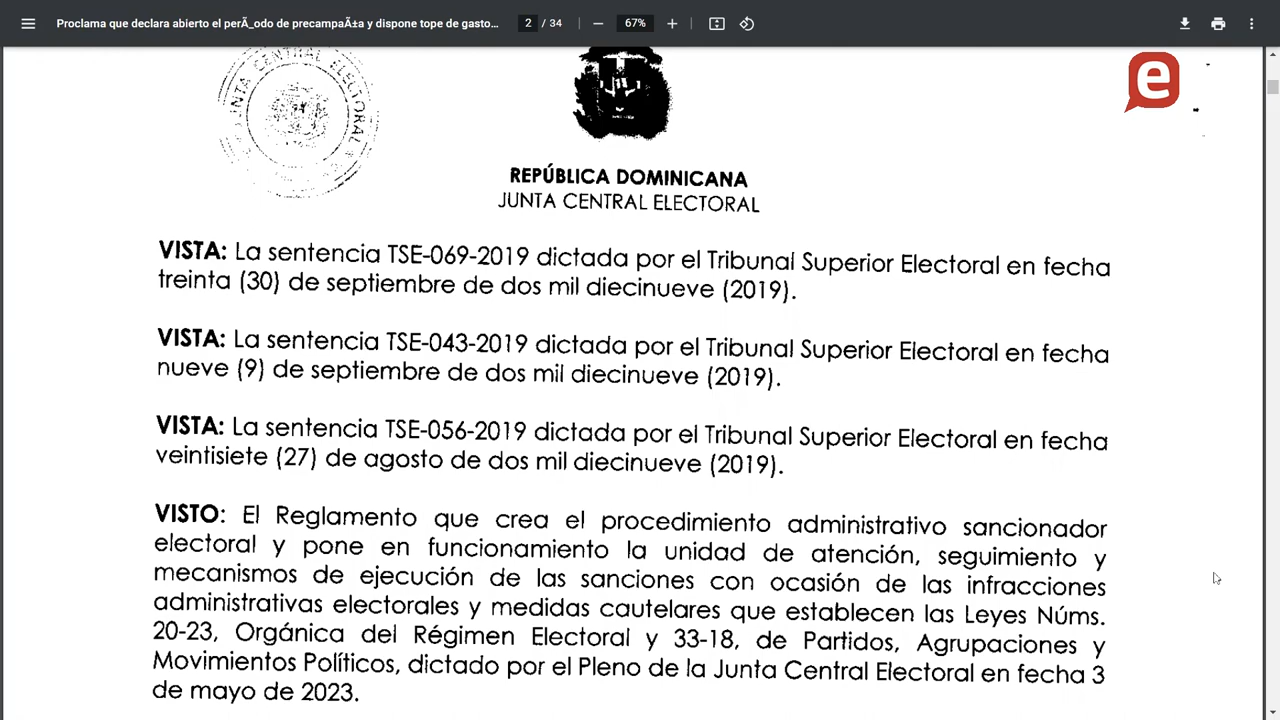 Proclama que declara abierto el perÃ_odo de precampaÃ±a y dispone tope de gasto...
2 / 34
67%
e
JUNTA CENTRAL ELECTORAL
REPÚBLICA DOMINICANA
JUNTA CENTRAL ELECTORAL
VISTA: La sentencia TSE-069-2019 dictada por el Tribunal Superior Electoral en fecha
treinta (30) de septiembre de dos mil diecinueve (2019).
VISTA: La sentencia TSE-043-2019 dictada por el Tribunal Superior Electoral en fecha
nueve (9) de septiembre de dos mil diecinueve (2019).
VISTA: La sentencia TSE-056-2019 dictada por el Tribunal Superior Electoral en fecha
veintisiete (27) de agosto de dos mil diecinueve (2019).
VISTO: El Reglamento que crea el procedimiento administrativo sancionador
electoral y pone en funcionamiento la unidad de atención, seguimiento y
mecanismos de ejecución de las sanciones con ocasión de las infracciones
administrativas electorales y medidas cautelares que establecen las Leyes Núms.
20-23, Orgánica del Régimen Electoral y 33-18, de Partidos, Agrupaciones y
Movimientos Políticos, dictado por el Pleno de la Junta Central Electoral en fecha 3
de mayo de 2023.